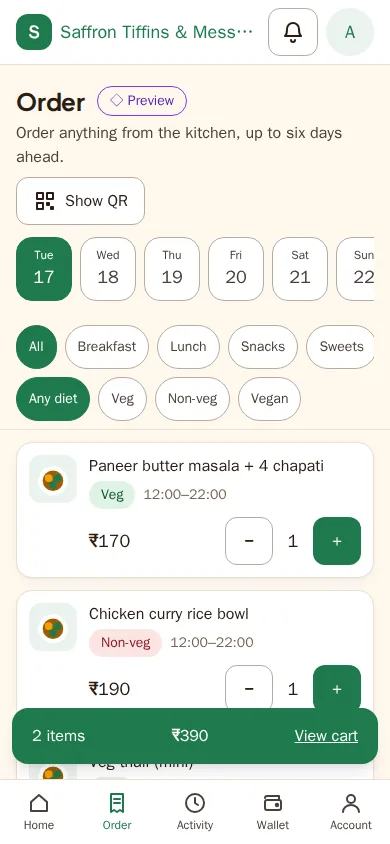 S Saffron Tiffins & Mess··· A
Order Preview
Order anything from the kitchen, up to six days
ahead.
Show QR
Tue Wed Thu Fri Sat Sun
17 18 19 20 21 22
All Breakfast Lunch Snacks Sweets
Any diet Veg Non-veg Vegan
Paneer butter masala + 4 chapati
Veg 12:00–22:00
₹170 − 1 +
Chicken curry rice bowl
Non-veg 12:00–22:00
₹190 − 1 +
2 items ₹390 View cart
Veg thali (mini)
Home Order Activity Wallet Account